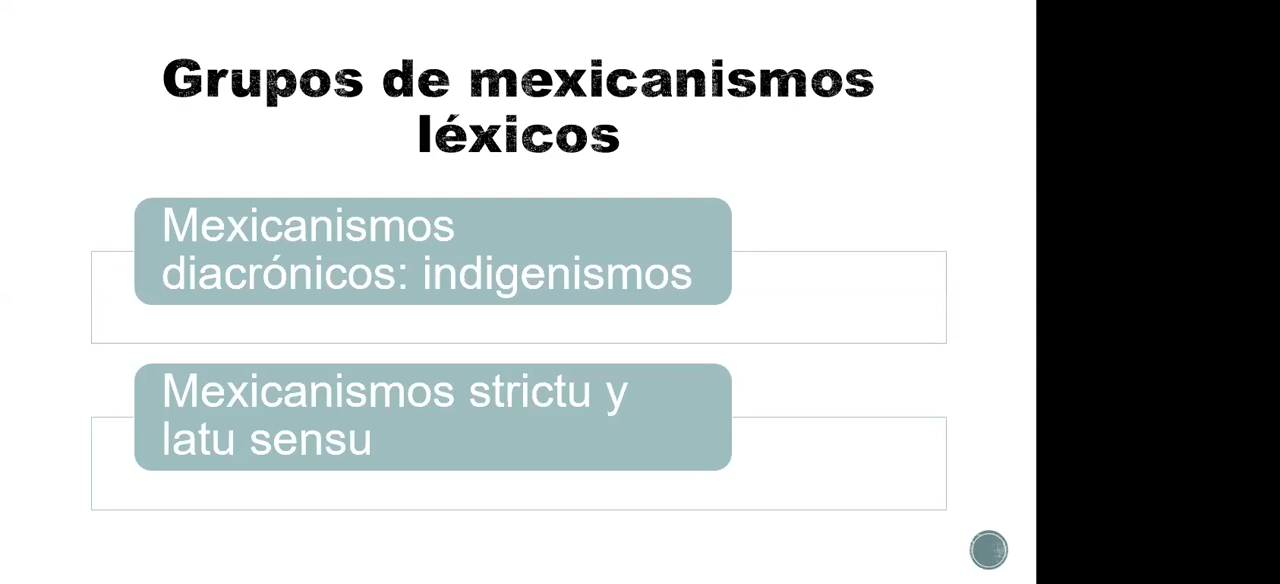 Grupos de mexicanismos
léxicos
Mexicanismos
diacrónicos: indigenismos
Mexicanismos strictu y
latu sensu